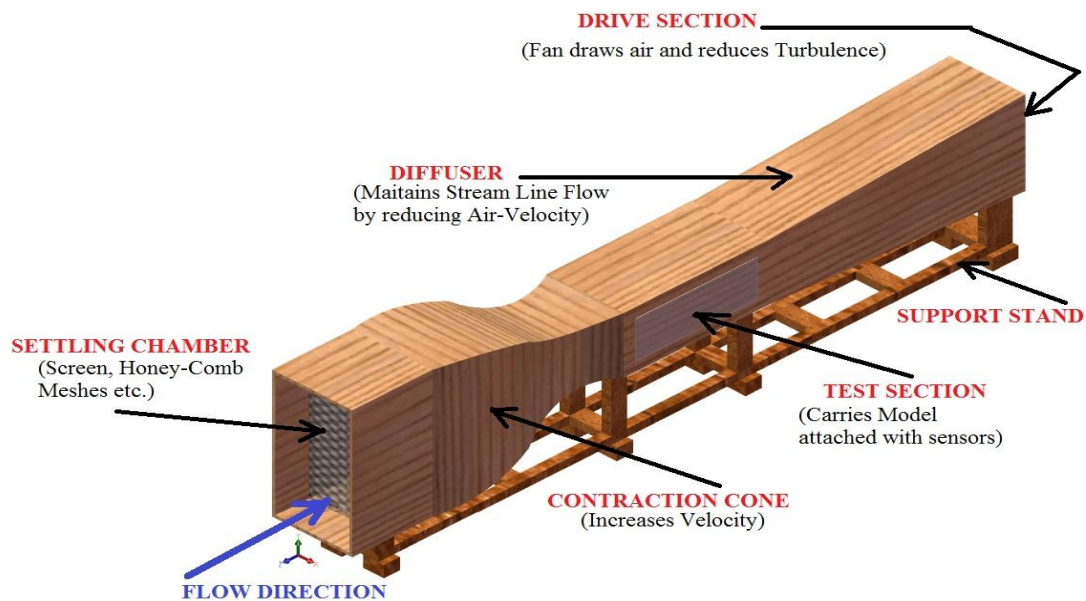 DRIVE SECTION
(Fan draws air and reduces Turbulence)
DIFFUSER
(Maitains Stream Line Flow
by reducing Air-Velocity)
SUPPORT STAND
SETTLING CHAMBER
(Screen, Honey-Comb
Meshes etc.)
TEST SECTION
(Carries Model
attached with sensors)
CONTRACTION CONE
(Increases Velocity)
FLOW DIRECTION